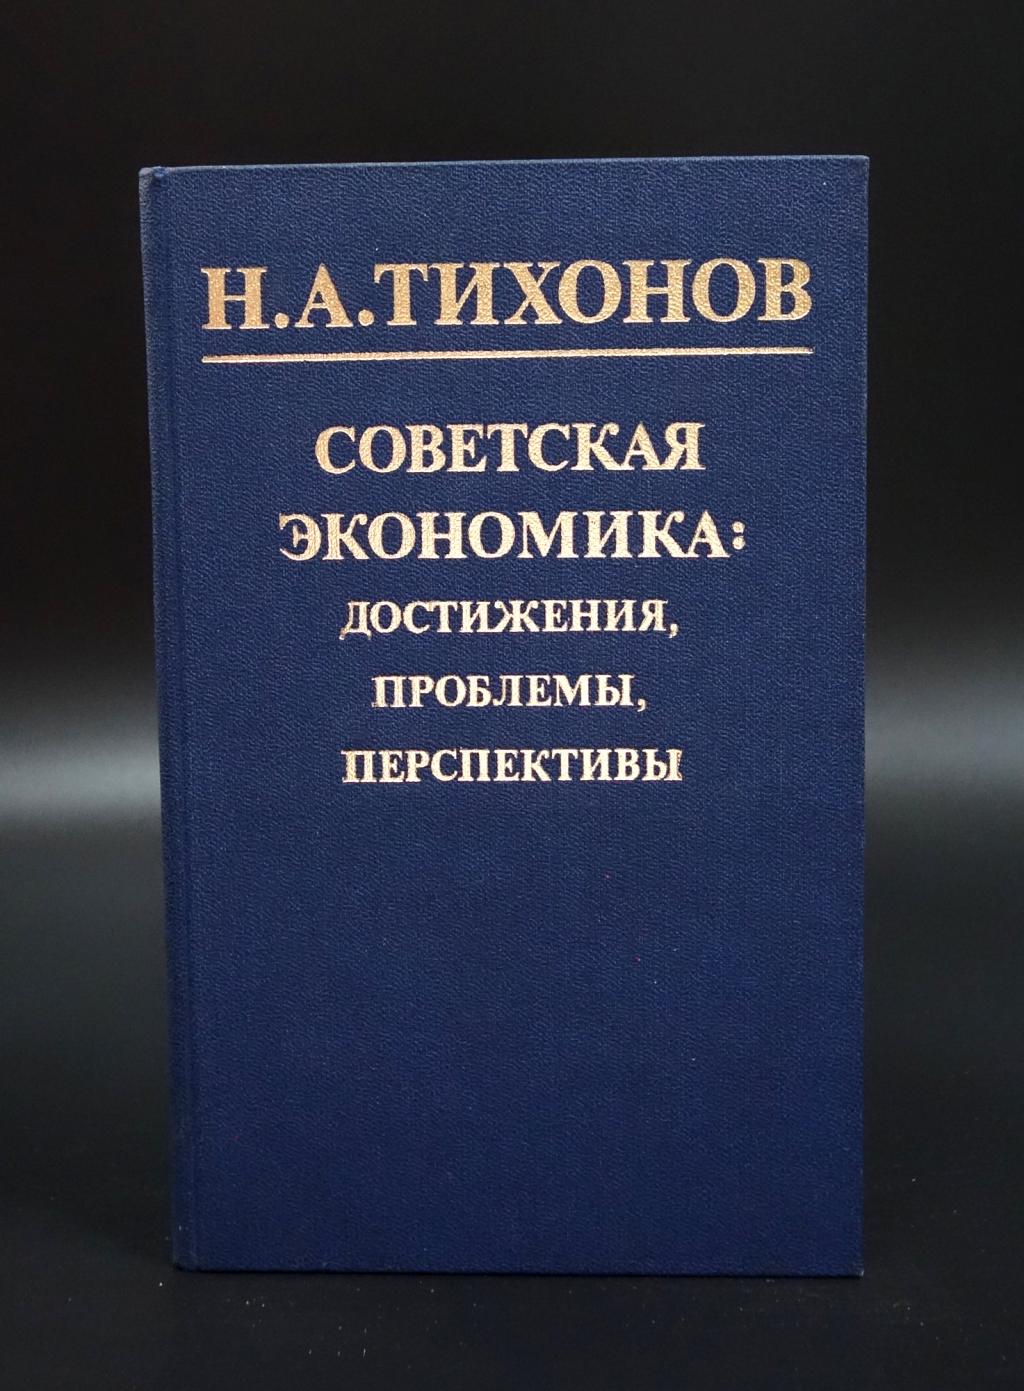 Н.А.ТИХОНОВ
СОВЕТСКАЯ
ЭКОНОМИКА:
ДОСТИЖЕНИЯ,
ПРОБЛЕМЫ,
ПЕРСПЕКТИВЫ